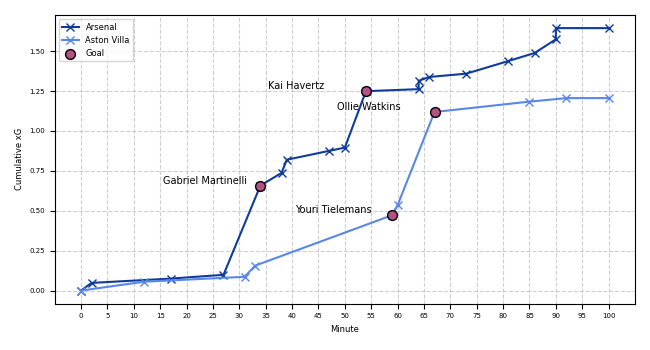 Arsenal
Aston Villa
Goal
Kai Havertz
Ollie Watkins
Gabriel Martinelli
Youri Tielemans
Cumulative xG
1.50
1.25
1.00
0.75
0.50
0.25
0.00
0 5 10 15 20 25 30 35 40 45 50 55 60 65 70 75 80 85 90 95 100
Minute